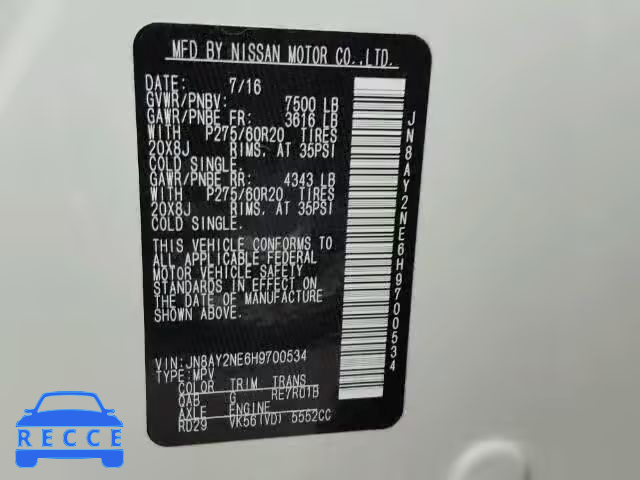 MFD BY NISSAN MOTOR CO.,LTD.
DATE: 7/16
GVWR/PNBV: 7500 LB
GAWR/PNBE FR: 3616 LB
WITH P275/60R20 TIRES
20X8J RIMS, AT 35PSI
COLD SINGLE.
GAWR/PNBE RR: 4343 LB
WITH P275/60R20 TIRES
20X8J RIMS, AT 35PSI
COLD SINGLE.
THIS VEHICLE CONFORMS TO
ALL APPLICABLE FEDERAL
MOTOR VEHICLE SAFETY
STANDARDS IN EFFECT ON
THE DATE OF MANUFACTURE
SHOWN ABOVE.
VIN: JN8AY2NE6H9700534
TYPE: MPV
COLOR TRIM TRANS
QAB G RE7R01B
AXLE ENGINE
RD29 VK56(VD) 5552CC
JN8AY2NE6H9700534
RECCE